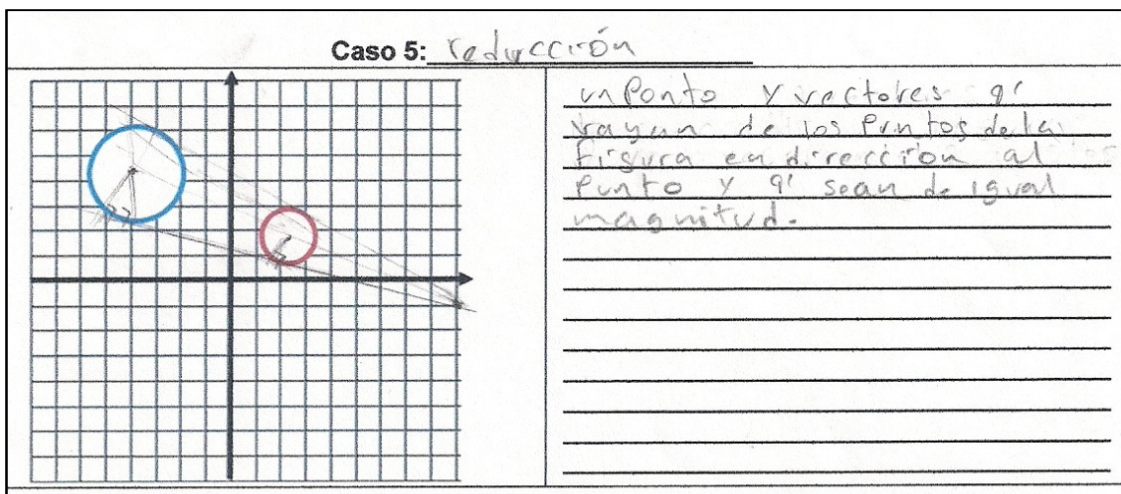 Caso 5: reducción
un Ponto y vectores q'
vayan de los Puntos de la
Figura en dirección al
Punto y q' sean de igual
magnitud.